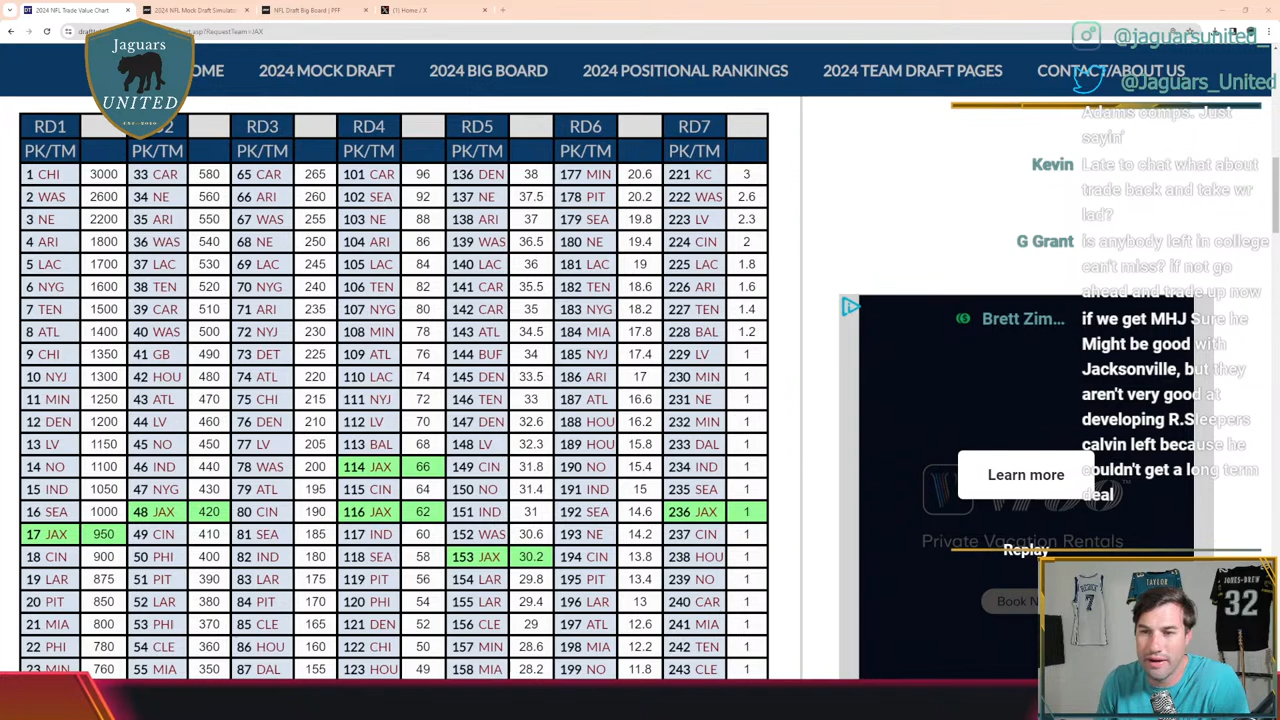 NFL Trade Value Chart
2024 NFL Mock Draft Simulato
NFL Draft Big Board | PFF
(1) Home / X
Jaguars
UNITED
EST-2020
OME
2024 MOCK DRAFT
2024 BIG BOARD
2024 POSITIONAL RANKINGS
2024 TEAM DRAFT PAGES
CONTACT/ABOUT US
@jaguarsunited_
@Jaguars_United
RD1 RD3 RD4 RD5 RD6 RD7
PK/TM PK/TM PK/TM PK/TM PK/TM PK/TM PK/TM
1 CHI 3000 33 CAR 580 65 CAR 265 101 CAR 96 136 DEN 38 177 MIN 20.6 221 KC 3
2 WAS 2600 34 NE 560 66 ARI 260 102 SEA 92 137 NE 37.5 178 PIT 20.2 222 WAS 2.6
3 NE 2200 35 ARI 550 67 WAS 255 103 NE 88 138 ARI 37 179 SEA 19.8 223 LV 2.3
4 ARI 1800 36 WAS 540 68 NE 250 104 ARI 86 139 WAS 36.5 180 NE 19.4 224 CIN 2
5 LAC 1700 37 LAC 530 69 LAC 245 105 LAC 84 140 LAC 36 181 LAC 19 225 LAC 1.8
6 NYG 1600 38 TEN 520 70 NYG 240 106 TEN 82 141 CAR 35.5 182 TEN 18.6 226 ARI 1.6
7 TEN 1500 39 CAR 510 71 ARI 235 107 NYG 80 142 CAR 35 183 NYG 18.2 227 TEN 1.4
8 ATL 1400 40 WAS 500 72 NYJ 230 108 MIN 78 143 ATL 34.5 184 MIA 17.8 228 BAL 1.2
9 CHI 1350 41 GB 490 73 DET 225 109 ATL 76 144 BUF 34 185 NYJ 17.4 229 LV 1
10 NYJ 1300 42 HOU 480 74 ATL 220 110 LAC 74 145 DEN 33.5 186 ARI 17 230 MIN 1
11 MIN 1250 43 ATL 470 75 CHI 215 111 NYJ 72 146 TEN 33 187 ATL 16.6 231 NE 1
12 DEN 1200 44 LV 460 76 DEN 210 112 LV 70 147 DEN 32.6 188 HOU 16.2 232 MIN 1
13 LV 1150 45 NO 450 77 LV 205 113 BAL 68 148 LV 32.3 189 HOU 15.8 233 DAL 1
14 NO 1100 46 IND 440 78 WAS 200 114 JAX 66 149 CIN 31.8 190 NO 15.4 234 IND 1
15 IND 1050 47 NYG 430 79 ATL 195 115 CIN 64 150 NO 31.4 191 IND 15 235 SEA 1
16 SEA 1000 48 JAX 420 80 CIN 190 116 JAX 62 151 IND 31 192 SEA 14.6 236 JAX 1
17 JAX 950 49 CIN 410 81 SEA 185 117 IND 60 152 WAS 30.6 193 NE 14.2 237 CIN 1
18 CIN 900 50 PHI 400 82 IND 180 118 SEA 58 153 JAX 30.2 194 CIN 13.8 238 HOU 1
19 LAR 875 51 PIT 390 83 LAR 175 119 PIT 56 154 LAR 29.8 195 PIT 13.4 239 NO 1
20 PIT 850 52 LAR 380 84 PIT 170 120 PHI 54 155 LAR 29.4 196 LAR 13 240 CAR 1
21 MIA 800 53 PHI 370 85 CLE 165 121 DEN 52 156 CLE 29 197 ATL 12.6 241 MIA 1
22 PHI 780 54 CLE 360 86 HOU 160 122 CHI 50 157 MIN 28.6 198 MIA 12.2 242 TEN 1
23 MIN 760 55 MIA 350 87 DAL 155 123 HOU 49 158 MIA 28.2 199 NO 11.8 243 CLE 1
Adams comps. Just
sayin'
Kevin Late to chat what about
trade back and take wr
lad?
G Grant is anybody left in college
can't miss? if not go
ahead and trade up now
Brett Zim... if we get MHJ Sure he
Might be good with
Jacksonville, but they
aren't very good at
developing R.Sleepers
calvin left because he
couldn't get a long term
deal
Learn more
Private Vacation Rentals
Replay
Book N
7
TAYLOR
JONES-DREW
32